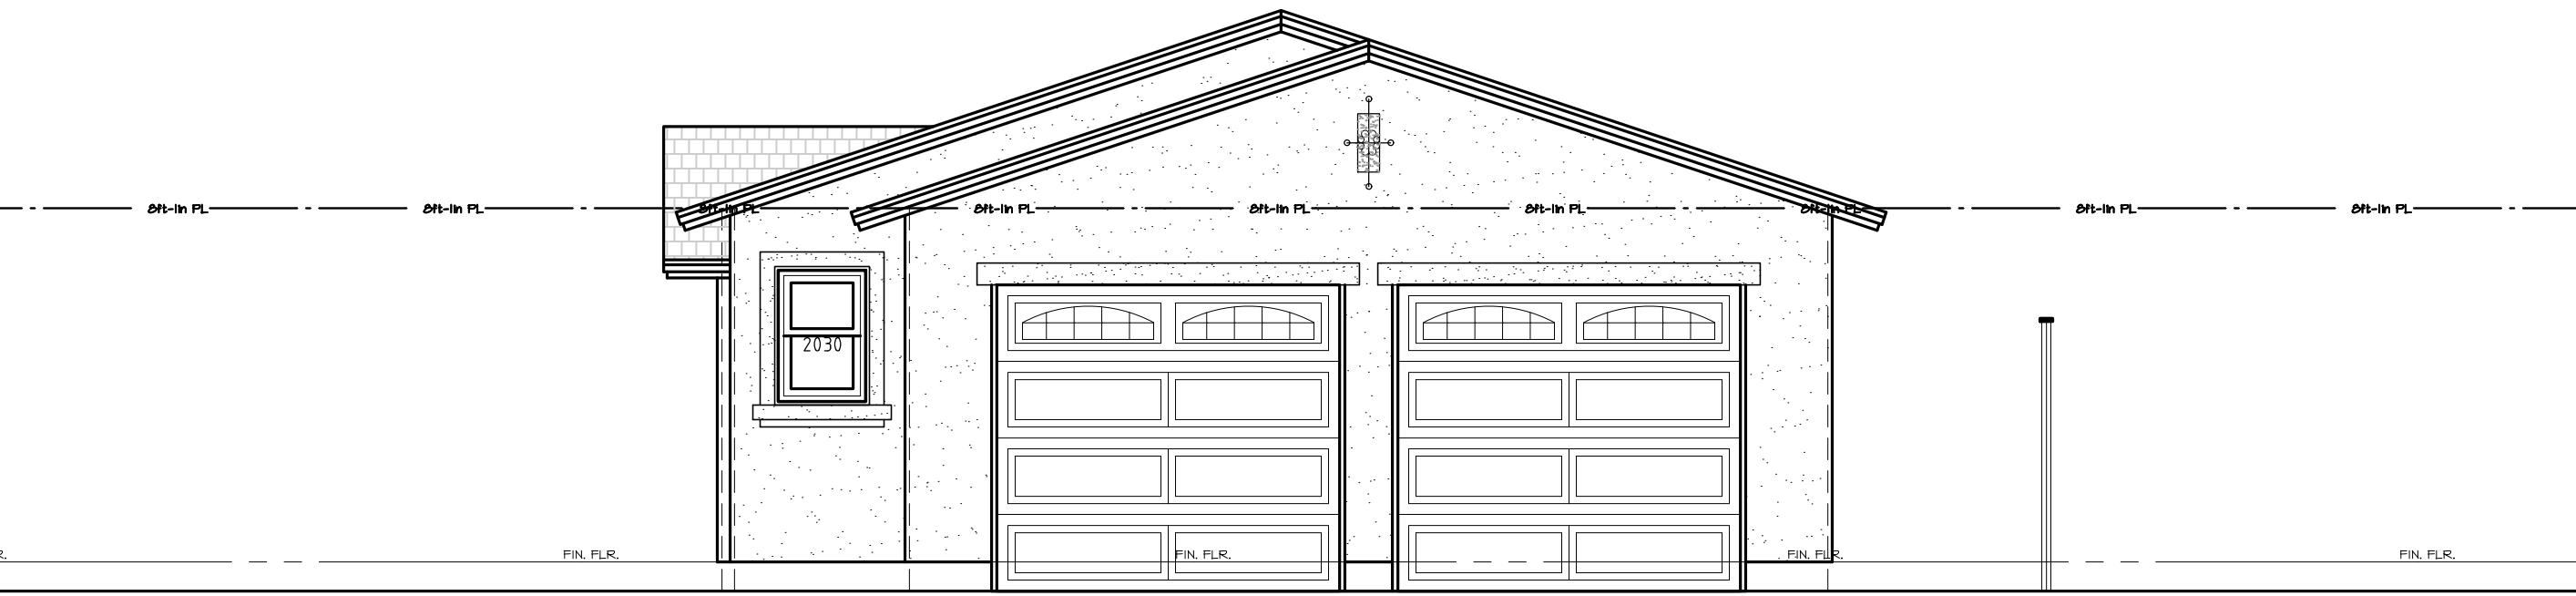 8ft-1in PL 8ft-1in PL 8ft-1in PL 8ft-1in PL 8ft-1in PL 8ft-1in PL 8ft-1in PL 8ft-1in PL 8ft-1in PL
2030
R. FIN. FLR. FIN. FLR. FIN. FLR. FIN. FLR.